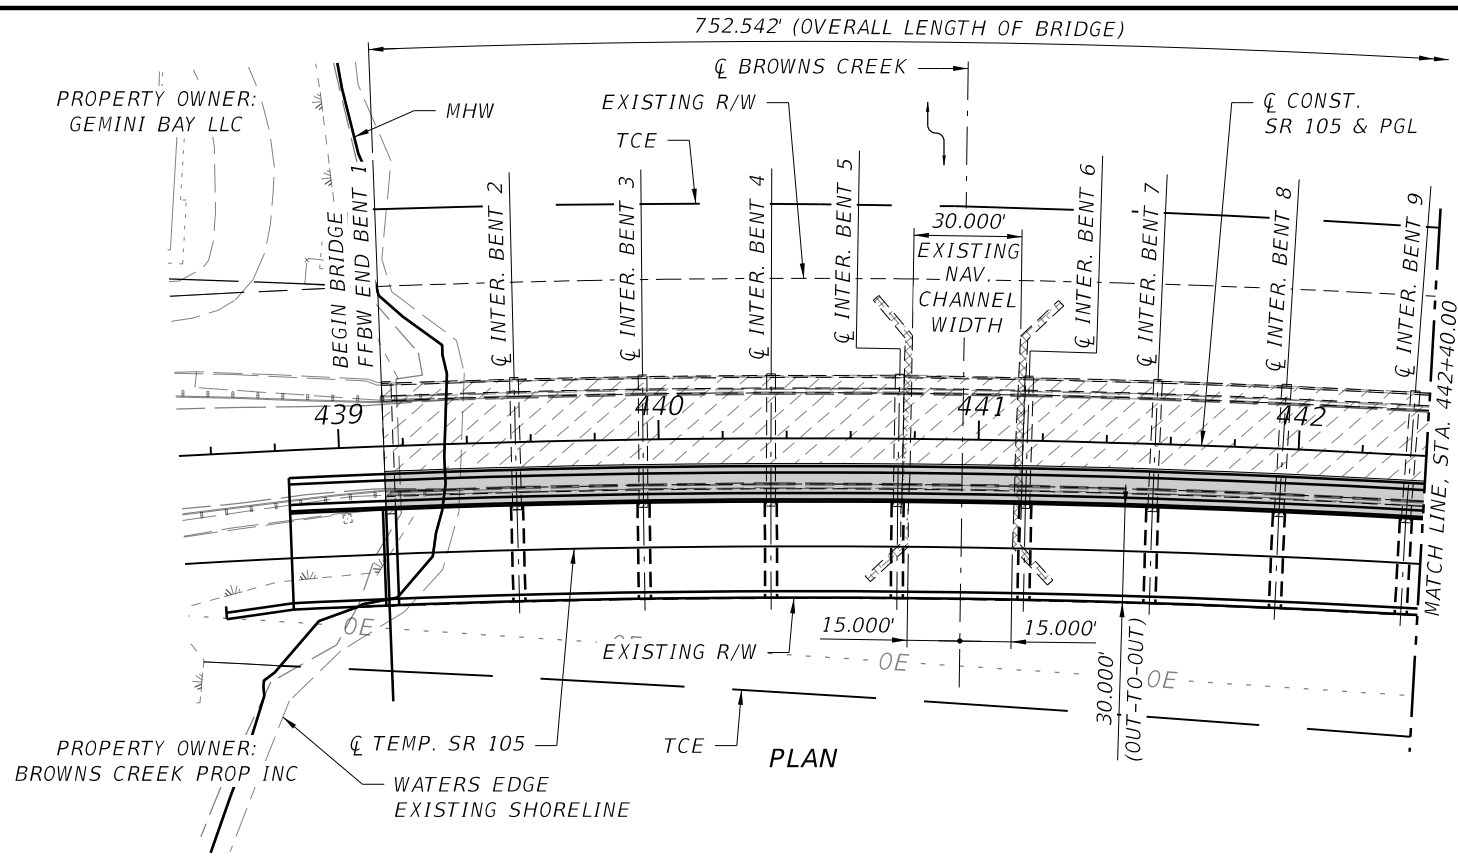 752.542' (OVERALL LENGTH OF BRIDGE)
℄ BROWNS CREEK
PROPERTY OWNER:
GEMINI BAY LLC
MHW
EXISTING R/W
TCE
℄ CONST.
SR 105 & PGL
BEGIN BRIDGE
FFBW END BENT 1
℄ INTER. BENT 2
℄ INTER. BENT 3
℄ INTER. BENT 4
℄ INTER. BENT 5
℄ INTER. BENT 6
℄ INTER. BENT 7
℄ INTER. BENT 8
℄ INTER. BENT 9
30.000'
EXISTING
NAV.
CHANNEL
WIDTH
439
440
441
442
MATCH LINE, STA. 442+40.00
15.000'
15.000'
30.000'
(OUT-TO-OUT)
OE
OE
OE
OE
EXISTING R/W
℄ TEMP. SR 105
TCE
PLAN
PROPERTY OWNER:
BROWNS CREEK PROP INC
WATERS EDGE
EXISTING SHORELINE